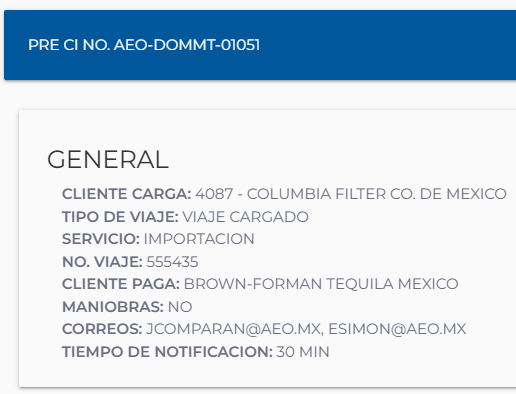 PRE CI NO. AEO-DOMMT-01051
GENERAL
CLIENTE CARGA: 4087 - COLUMBIA FILTER CO. DE MEXICO
TIPO DE VIAJE: VIAJE CARGADO
SERVICIO: IMPORTACION
NO. VIAJE: 555435
CLIENTE PAGA: BROWN-FORMAN TEQUILA MEXICO
MANIOBRAS: NO
CORREOS: JCOMPARAN@AEO.MX, ESIMON@AEO.MX
TIEMPO DE NOTIFICACION: 30 MIN